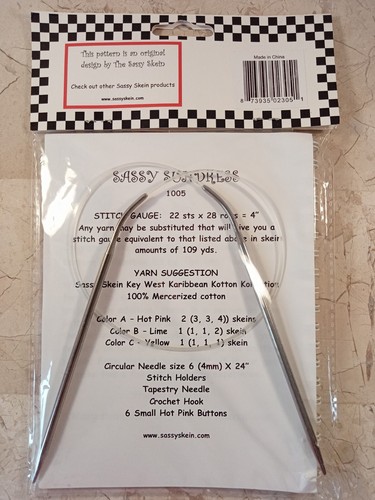 This pattern is an original
design by The Sassy Skein
Check out other Sassy Skein products
www.sassyskein.com
Made in China
8 73935 02305 1
SASSY SUNDRESS
1005
STITCH GAUGE: 22 sts x 28 rows = 4"
Any yarn may be substituted that will give you a
stitch gauge equivalent to that listed above in skein
amounts of 109 yds.
YARN SUGGESTION
Sassy Skein Key West Karibbean Kotton
100% Mercerized cotton
Color A - Hot Pink 2 (3, 3, 4)) skeins
Color B - Lime 1 (1, 1, 2) skein
Color C - Yellow 1 (1, 1, 1) skein
Circular Needle size 6 (4mm) X 24"
Stitch Holders
Tapestry Needle
Crochet Hook
6 Small Hot Pink Buttons
www.sassyskein.com